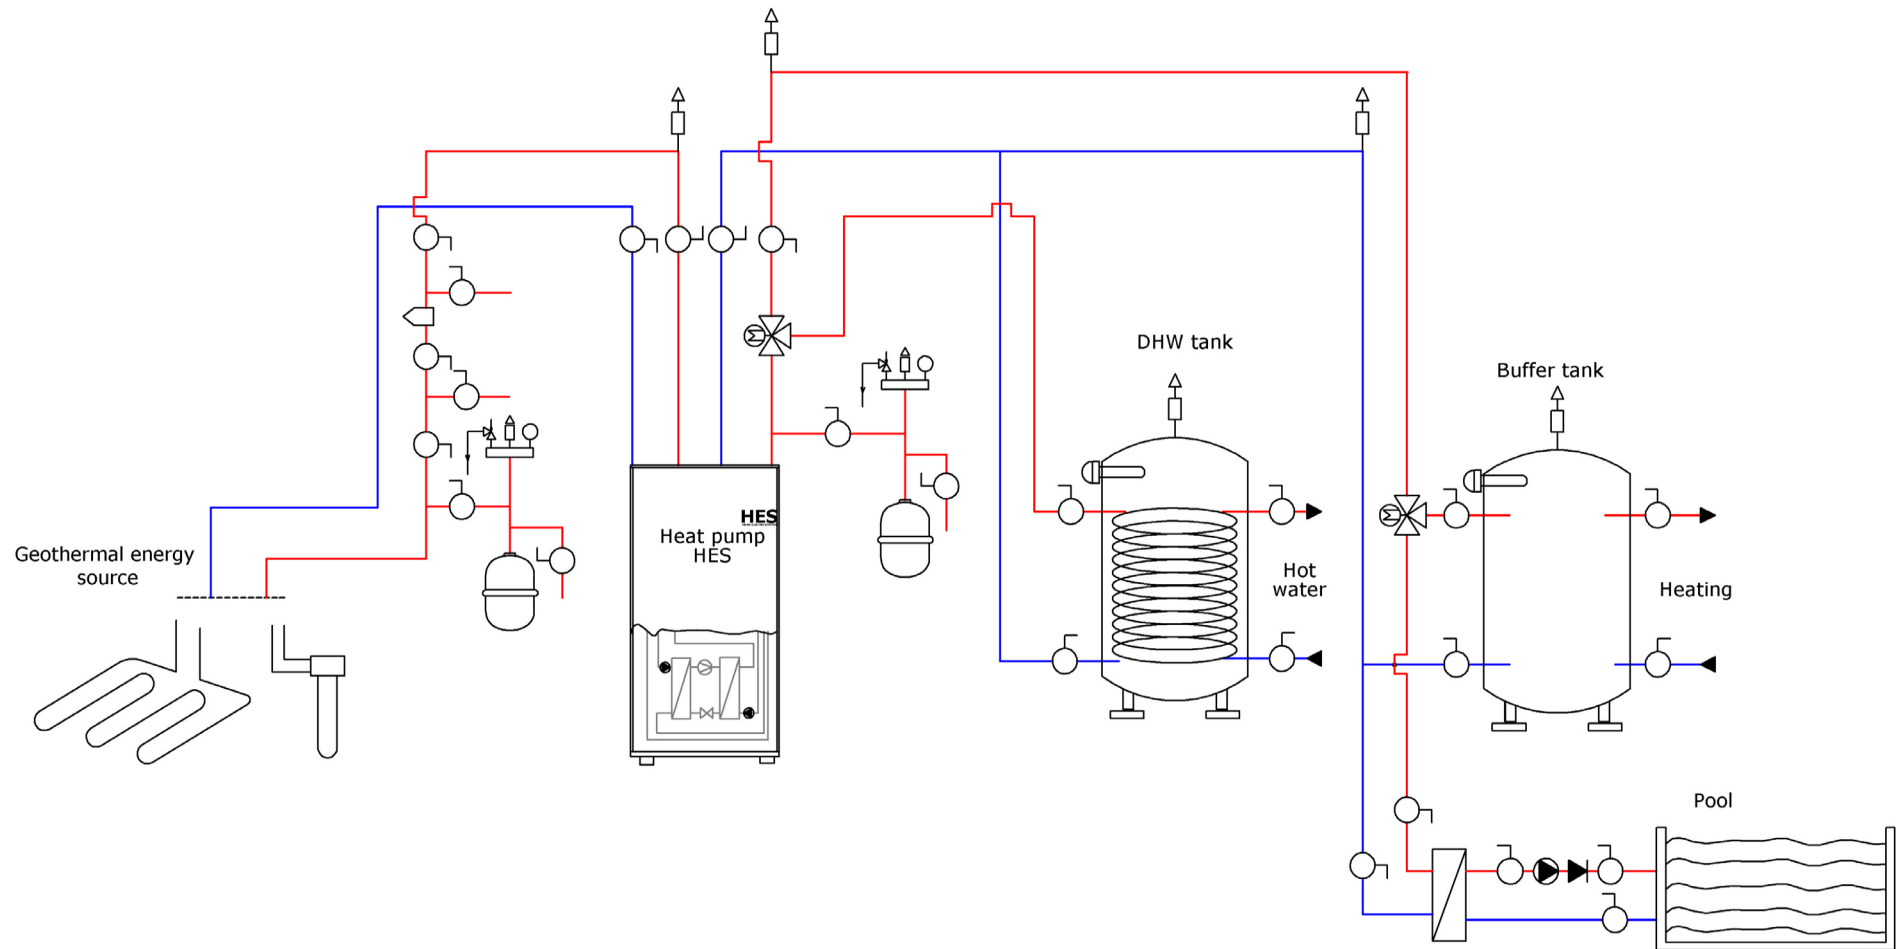 DHW tank
Buffer tank
HES
Heat pump
HES
Geothermal energy
source
Hot
water
Heating
Pool